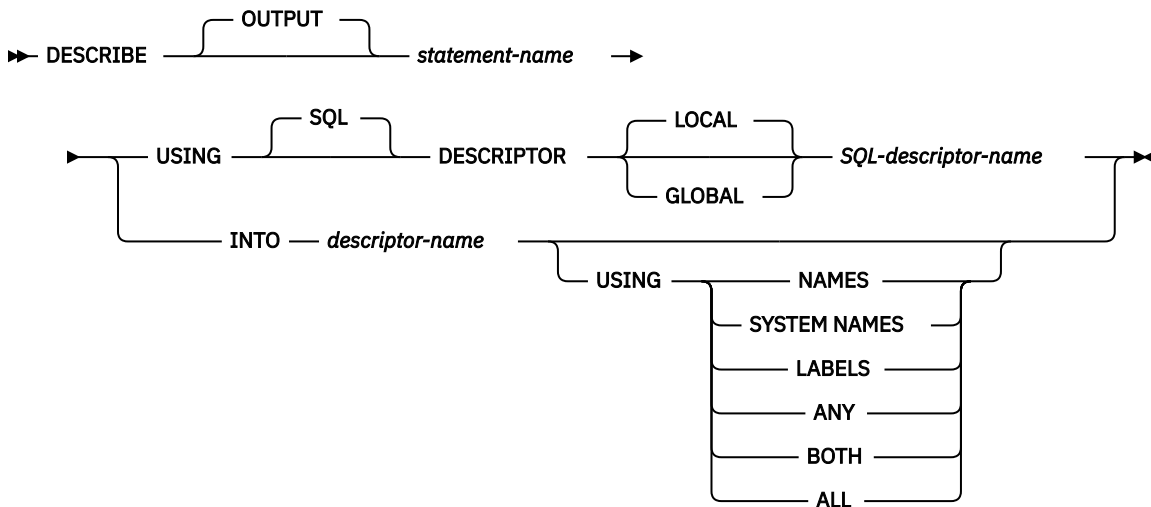 OUTPUT
DESCRIBE statement-name
SQL LOCAL
USING DESCRIPTOR SQL-descriptor-name
GLOBAL
INTO descriptor-name
USING NAMES
SYSTEM NAMES
LABELS
ANY
BOTH
ALL